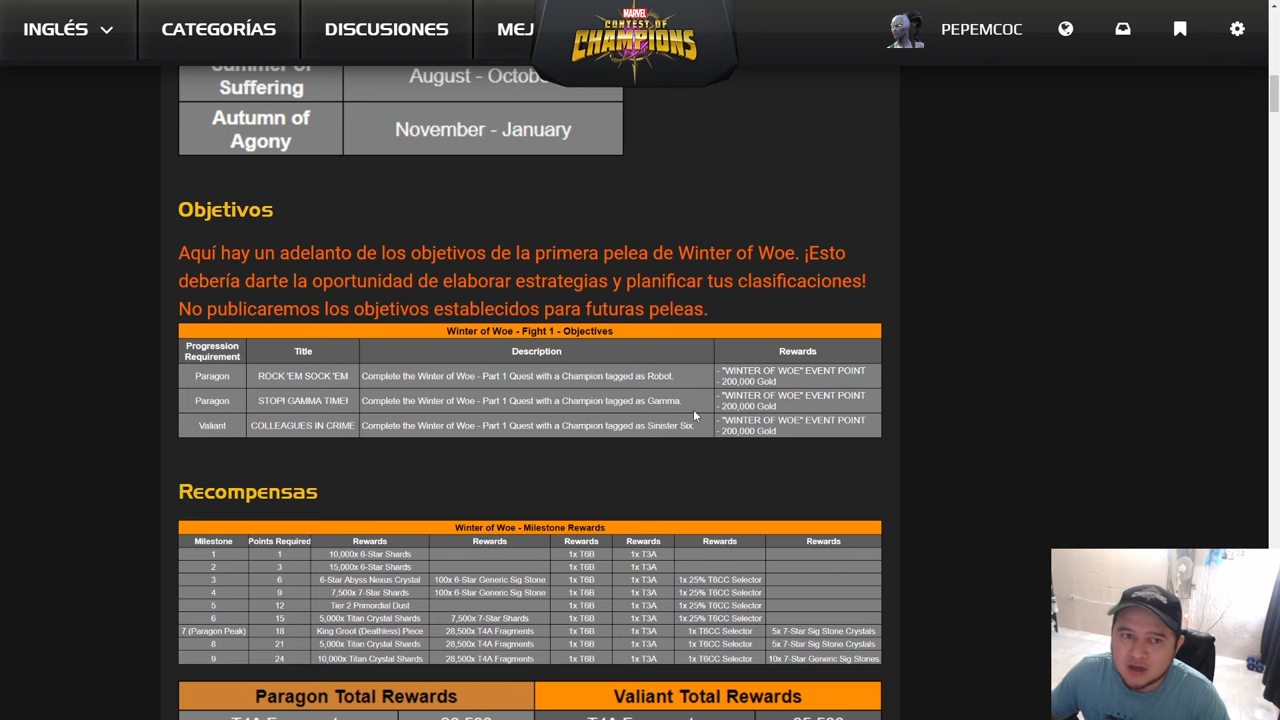 INGLÉS
CATEGORÍAS
DISCUSIONES
MEJ
MARVEL
CONTEST OF
CHAMPIONS
PEPEMCOC
Summer of
Suffering
August - Octob
Autumn of
Agony
November - January
Objetivos
Aquí hay un adelanto de los objetivos de la primera pelea de Winter of Woe. ¡Esto
debería darte la oportunidad de elaborar estrategias y planificar tus clasificaciones!
No publicaremos los objetivos establecidos para futuras peleas.
Winter of Woe - Fight 1 - Objectives
Progression Requirement Title Description Rewards
Paragon ROCK 'EM SOCK 'EM Complete the Winter of Woe - Part 1 Quest with a Champion tagged as Robot. - "WINTER OF WOE" EVENT POINT
- 200,000 Gold
Paragon STOP! GAMMA TIME! Complete the Winter of Woe - Part 1 Quest with a Champion tagged as Gamma. - "WINTER OF WOE" EVENT POINT
- 200,000 Gold
Valiant COLLEAGUES IN CRIME Complete the Winter of Woe - Part 1 Quest with a Champion tagged as Sinister Six. - "WINTER OF WOE" EVENT POINT
- 200,000 Gold
Recompensas
Winter of Woe - Milestone Rewards
Milestone Points Required Rewards Rewards Rewards Rewards Rewards Rewards
1 1 10,000x 6-Star Shards 1x T6B 1x T3A
2 3 15,000x 6-Star Shards 1x T6B 1x T3A
3 6 6-Star Abyss Nexus Crystal 100x 6-Star Generic Sig Stone 1x T6B 1x T3A 1x 25% T6CC Selector
4 9 7,500x 7-Star Shards 100x 6-Star Generic Sig Stone 1x T6B 1x T3A 1x 25% T6CC Selector
5 12 Tier 2 Primordial Dust 1x T6B 1x T3A 1x 25% T6CC Selector
6 15 5,000x Titan Crystal Shards 7,500x 7-Star Shards 1x T6B 1x T3A 1x 25% T6CC Selector
7 (Paragon Peak) 18 King Groot (Deathless) Piece 28,500x T4A Fragments 1x T6B 1x T3A 1x T6CC Selector 5x 7-Star Sig Stone Crystals
8 21 5,000x Titan Crystal Shards 28,500x T4A Fragments 1x T6B 1x T3A 1x T6CC Selector 5x 7-Star Sig Stone Crystals
9 24 10,000x Titan Crystal Shards 28,500x T4A Fragments 1x T6B 1x T3A 1x T6CC Selector 10x 7-Star Generic Sig Stones
Paragon Total Rewards Valiant Total Rewards